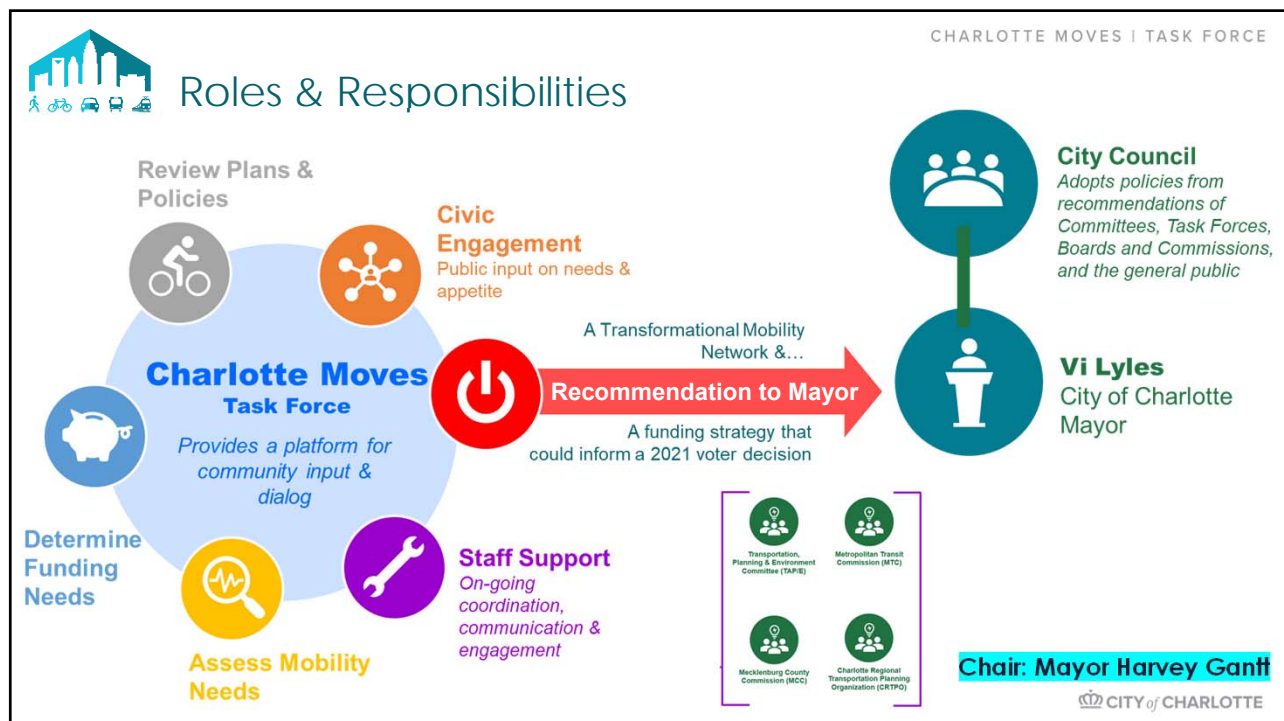 CHARLOTTE MOVES | TASK FORCE
Roles & Responsibilities
Review Plans &
Policies
Civic
Engagement
Public input on needs &
appetite
Charlotte Moves
Task Force
Provides a platform for
community input &
dialog
Determine
Funding
Needs
Assess Mobility
Needs
Staff Support
On-going
coordination,
communication &
engagement
A Transformational Mobility
Network &...
Recommendation to Mayor
A funding strategy that
could inform a 2021 voter decision
City Council
Adopts policies from
recommendations of
Committees, Task Forces,
Boards and Commissions,
and the general public
Vi Lyles
City of Charlotte
Mayor
Transportation,
Planning & Environment
Committee (TAP/E)
Metropolitan Transit
Commission (MTC)
Mecklenburg County
Commission (MCC)
Charlotte Regional
Transportation Planning
Organization (CRTPO)
Chair: Mayor Harvey Gantt
CITY of CHARLOTTE